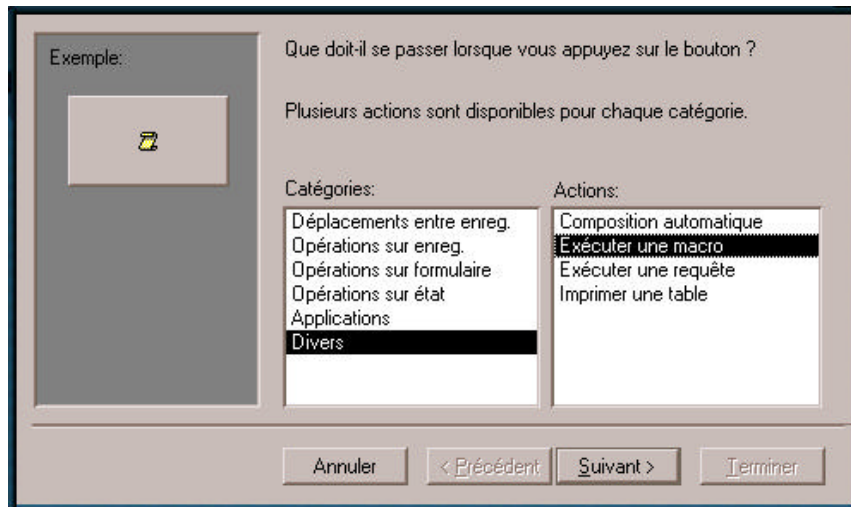 Exemple:
Que doit-il se passer lorsque vous appuyez sur le bouton ?
Plusieurs actions sont disponibles pour chaque catégorie.
Catégories:
Déplacements entre enreg.
Opérations sur enreg.
Opérations sur formulaire
Opérations sur état
Applications
Divers
Actions:
Composition automatique
Exécuter une macro
Exécuter une requête
Imprimer une table
Annuler
< Précédent
Suivant >
Terminer